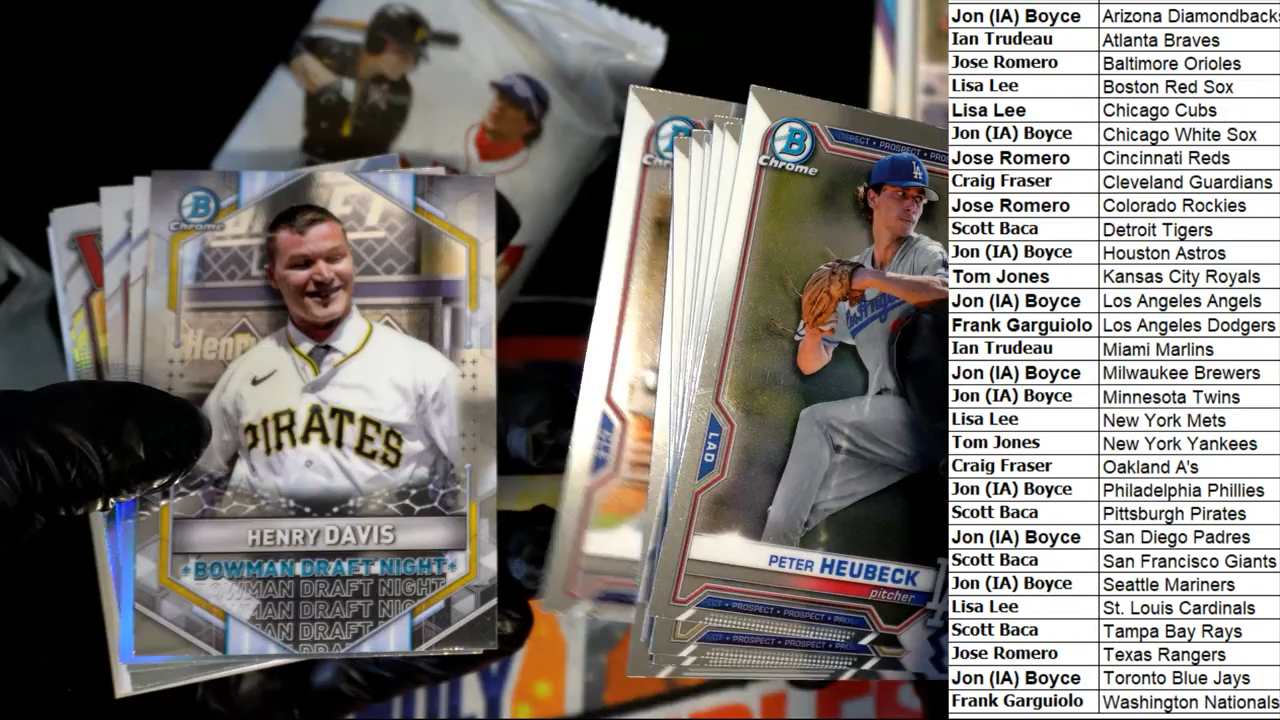 B
Chrome
Henry
PIRATES
HENRY DAVIS
BOWMAN DRAFT NIGHT
BOWMAN DRAFT NIGHT
B
Chrome
PROSPECT
LAD
PETER HEUBECK
pitcher
PROSPECT • PROSPECT
PROSPECT • PROSPECT
Jon (IA) Boyce Arizona Diamondbacks
Ian Trudeau Atlanta Braves
Jose Romero Baltimore Orioles
Lisa Lee Boston Red Sox
Lisa Lee Chicago Cubs
Jon (IA) Boyce Chicago White Sox
Jose Romero Cincinnati Reds
Craig Fraser Cleveland Guardians
Jose Romero Colorado Rockies
Scott Baca Detroit Tigers
Jon (IA) Boyce Houston Astros
Tom Jones Kansas City Royals
Jon (IA) Boyce Los Angeles Angels
Frank Garguiolo Los Angeles Dodgers
Ian Trudeau Miami Marlins
Jon (IA) Boyce Milwaukee Brewers
Jon (IA) Boyce Minnesota Twins
Lisa Lee New York Mets
Tom Jones New York Yankees
Craig Fraser Oakland A's
Jon (IA) Boyce Philadelphia Phillies
Scott Baca Pittsburgh Pirates
Jon (IA) Boyce San Diego Padres
Scott Baca San Francisco Giants
Jon (IA) Boyce Seattle Mariners
Lisa Lee St. Louis Cardinals
Scott Baca Tampa Bay Rays
Jose Romero Texas Rangers
Jon (IA) Boyce Toronto Blue Jays
Frank Garguiolo Washington Nationals